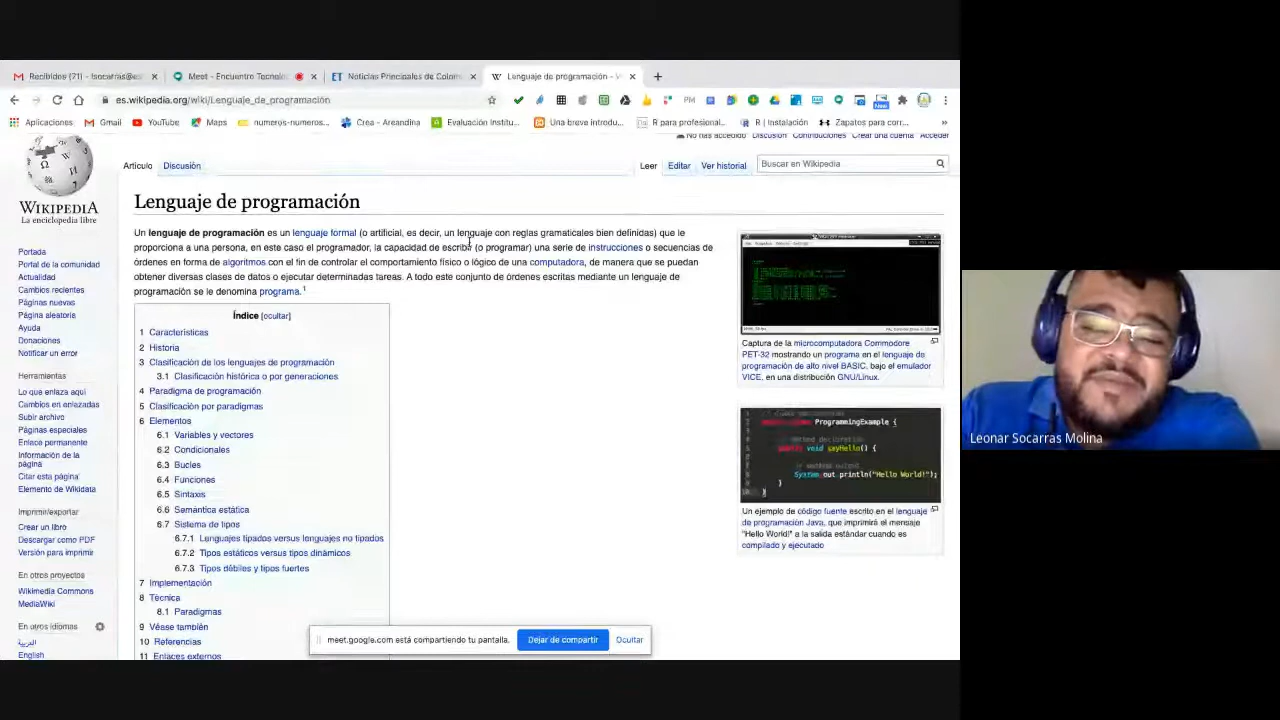 Recibidos (71) - lsocarras@es
Meet - Encuentro Tecnolo
Noticias Principales de Colom
Lenguaje de programación - W
es.wikipedia.org/wiki/Lenguaje_de_programación
PM
New
Aplicaciones
Gmail
YouTube
Maps
numeros-numeros...
Crea - Areandina
Evaluación Institu...
Una breve introdu...
R para profesional...
R | Instalación
Zapatos para corr...
»
No has accedido Discusión Contribuciones Crear una cuenta Acceder
Artículo Discusión
Leer Editar Ver historial
Buscar en Wikipedia
WIKIPEDIA
La enciclopedia libre
Portada
Portal de la comunidad
Actualidad
Cambios recientes
Páginas nuevas
Página aleatoria
Ayuda
Donaciones
Notificar un error
Herramientas
Lo que enlaza aquí
Cambios en enlazadas
Subir archivo
Páginas especiales
Enlace permanente
Información de la
página
Citar esta página
Elemento de Wikidata
Imprimir/exportar
Crear un libro
Descargar como PDF
Versión para imprimir
En otros proyectos
Wikimedia Commons
MediaWiki
En otros idiomas
العربية
English
Lenguaje de programación
Un lenguaje de programación es un lenguaje formal (o artificial, es decir, un lenguaje con reglas gramaticales bien definidas) que le
proporciona a una persona, en este caso el programador, la capacidad de escribir (o programar) una serie de instrucciones o secuencias de
órdenes en forma de algoritmos con el fin de controlar el comportamiento físico o lógico de una computadora, de manera que se puedan
obtener diversas clases de datos o ejecutar determinadas tareas. A todo este conjunto de órdenes escritas mediante un lenguaje de
programación se le denomina programa.1
Índice [ocultar]
1 Características
2 Historia
3 Clasificación de los lenguajes de programación
3.1 Clasificación histórica o por generaciones
4 Paradigma de programación
5 Clasificación por paradigmas
6 Elementos
6.1 Variables y vectores
6.2 Condicionales
6.3 Bucles
6.4 Funciones
6.5 Sintaxis
6.6 Semántica estática
6.7 Sistema de tipos
6.7.1 Lenguajes tipados versus lenguajes no tipados
6.7.2 Tipos estáticos versus tipos dinámicos
6.7.3 Tipos débiles y tipos fuertes
7 Implementación
8 Técnica
8.1 Paradigmas
9 Véase también
10 Referencias
11 Enlaces externos
Captura de la microcomputadora Commodore
PET-32 mostrando un programa en el lenguaje de
programación de alto nivel BASIC, bajo el emulador
VICE, en una distribución GNU/Linux.
ProgrammingExample {
public void sayHello() {
System.out.println("Hello World!");
}
}
Un ejemplo de código fuente escrito en el lenguaje
de programación Java, que imprimirá el mensaje
"Hello World!" a la salida estándar cuando es
compilado y ejecutado
meet.google.com está compartiendo tu pantalla.
Dejar de compartir
Ocultar
Leonar Socarras Molina